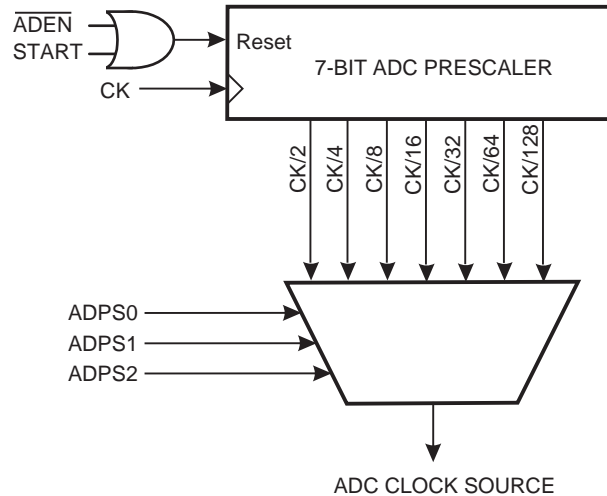 ADEN
START
Reset
7-BIT ADC PRESCALER
CK
CK/2
CK/4
CK/8
CK/16
CK/32
CK/64
CK/128
ADPS0
ADPS1
ADPS2
ADC CLOCK SOURCE